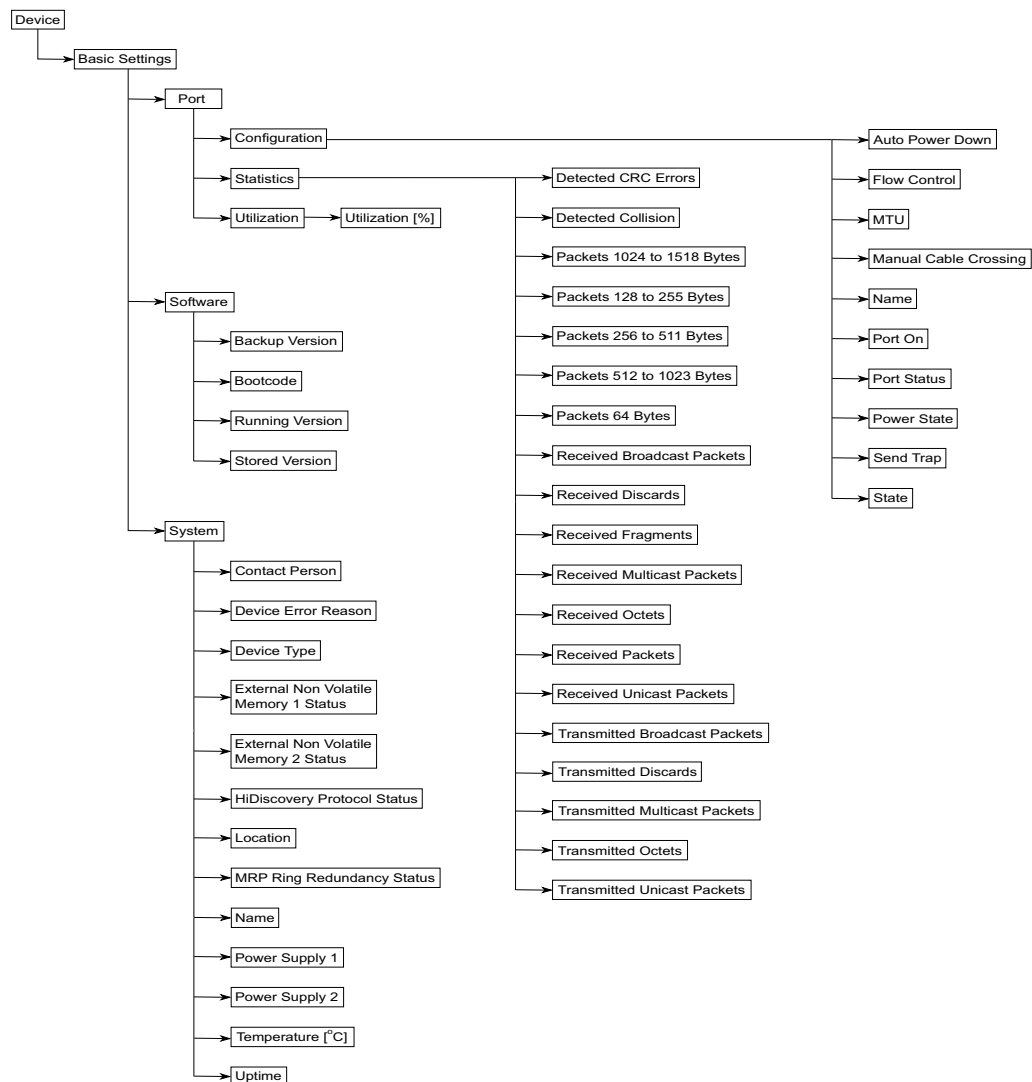 Device
Basic Settings
Port
Configuration
Statistics
Utilization
Utilization [%]
Software
Backup Version
Bootcode
Running Version
Stored Version
System
Contact Person
Device Error Reason
Device Type
External Non Volatile
Memory 1 Status
External Non Volatile
Memory 2 Status
HiDiscovery Protocol Status
Location
MRP Ring Redundancy Status
Name
Power Supply 1
Power Supply 2
Temperature [°C]
Uptime
Detected CRC Errors
Detected Collision
Packets 1024 to 1518 Bytes
Packets 128 to 255 Bytes
Packets 256 to 511 Bytes
Packets 512 to 1023 Bytes
Packets 64 Bytes
Received Broadcast Packets
Received Discards
Received Fragments
Received Multicast Packets
Received Octets
Received Packets
Received Unicast Packets
Transmitted Broadcast Packets
Transmitted Discards
Transmitted Multicast Packets
Transmitted Octets
Transmitted Unicast Packets
Auto Power Down
Flow Control
MTU
Manual Cable Crossing
Name
Port On
Port Status
Power State
Send Trap
State